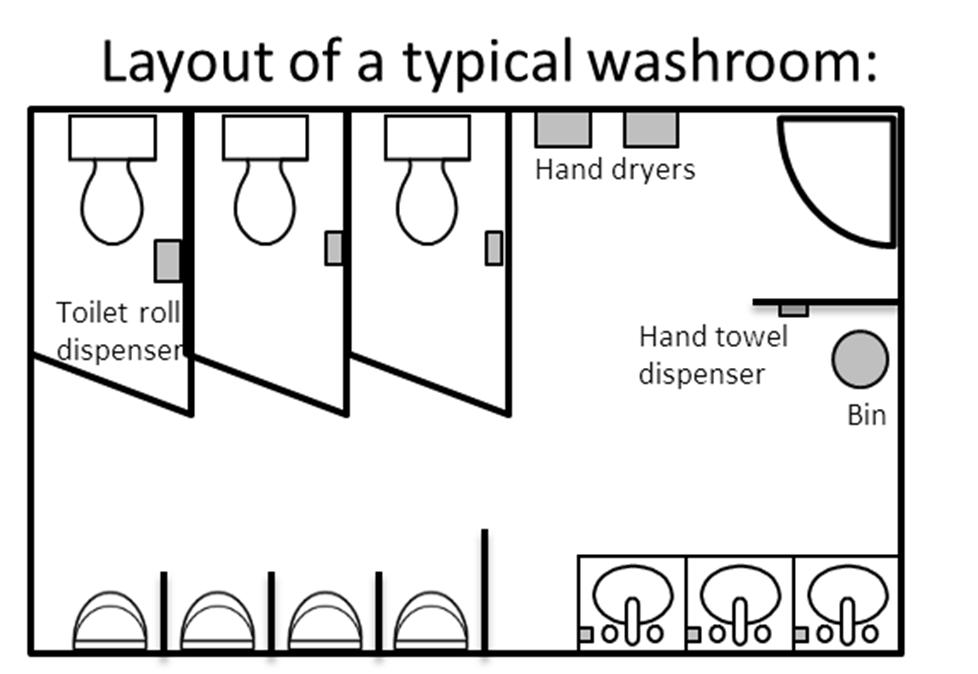 Layout of a typical washroom:
Hand dryers
Toilet roll
dispenser
Hand towel
dispenser
Bin